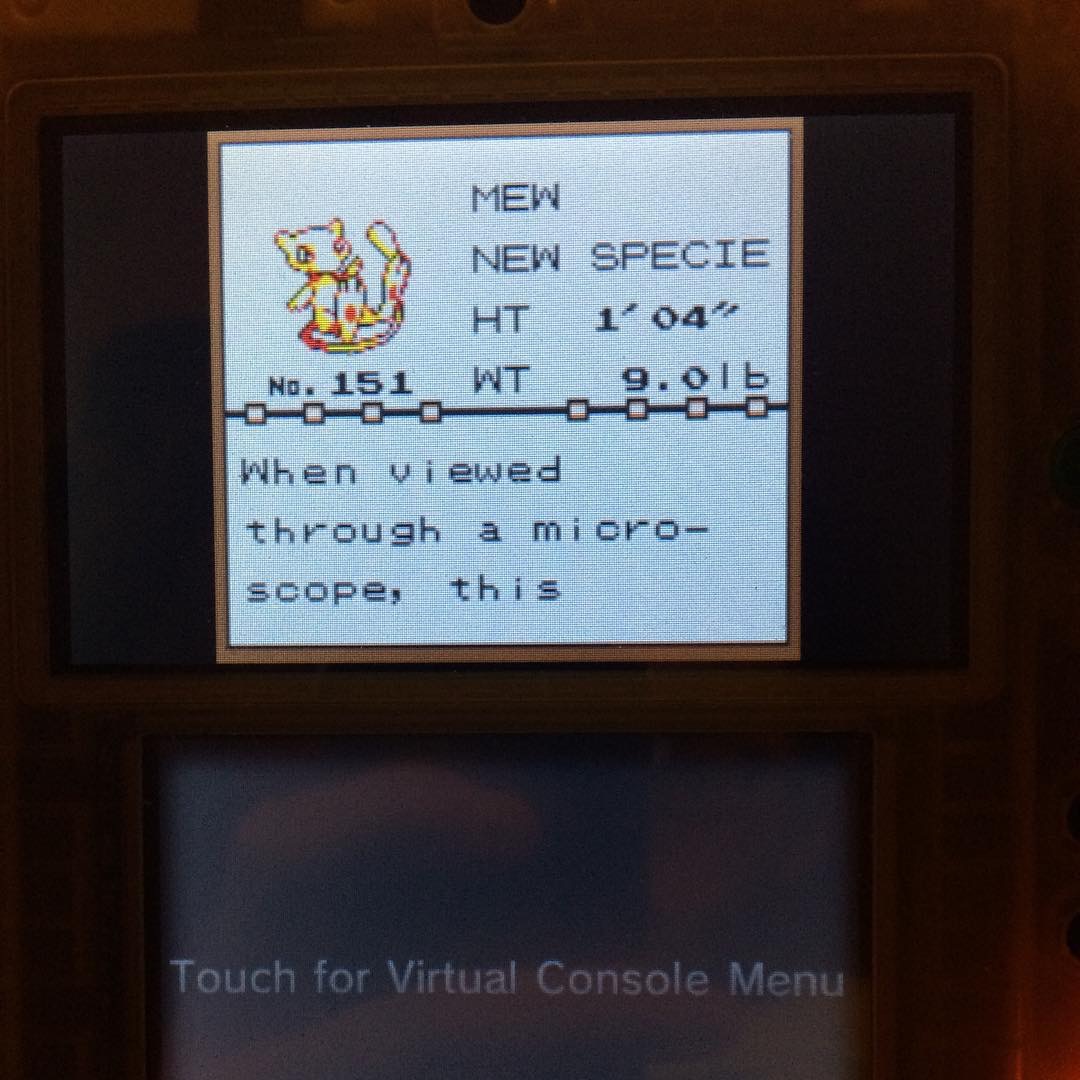 MEW
NEW SPECIE
HT 1′04″
No.151 WT 9.0lb
When viewed
through a micro-
scope, this
Touch for Virtual Console Menu